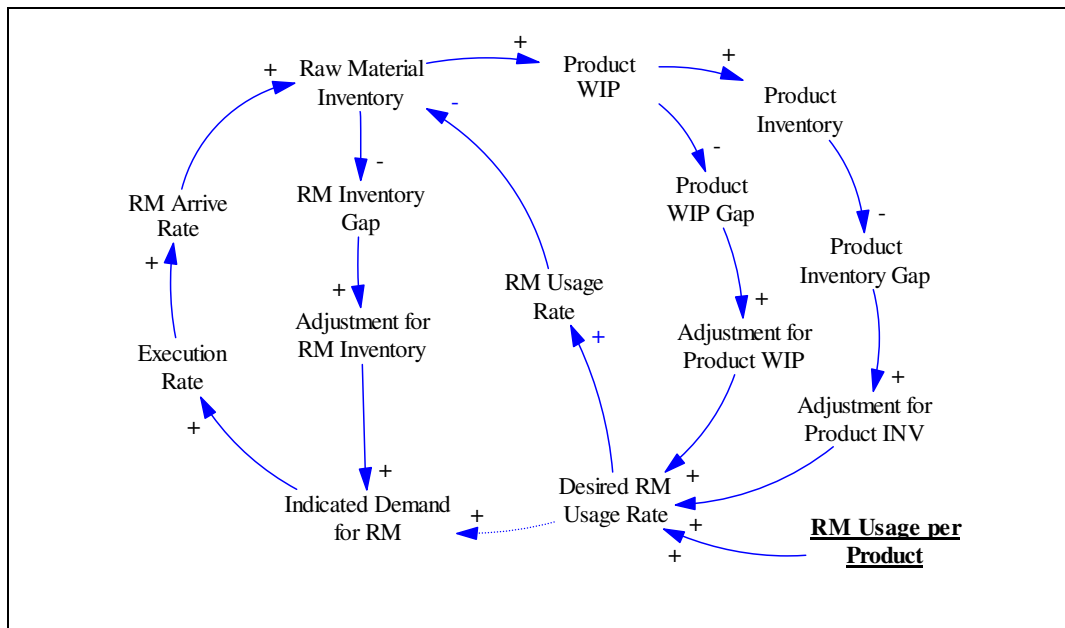 +
+
+
Raw Material
Inventory
Product
WIP
Product
Inventory
-
-
-
RM Arrive
Rate
RM Inventory
Gap
Product
WIP Gap
-
Product
Inventory Gap
+
+
RM Usage
Rate
+
Adjustment for
RM Inventory
+
Adjustment for
Product WIP
Execution
Rate
+
Adjustment for
Product INV
+
+
+
Indicated Demand
for RM
+
Desired RM
Usage Rate
+
+
RM Usage per
Product